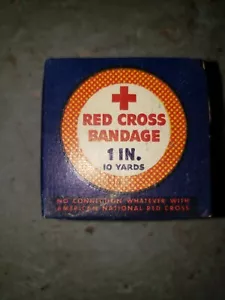 RED CROSS
BANDAGE
1 IN.
10 YARDS
NO CONNECTION WHATEVER WITH
AMERICAN NATIONAL RED CROSS